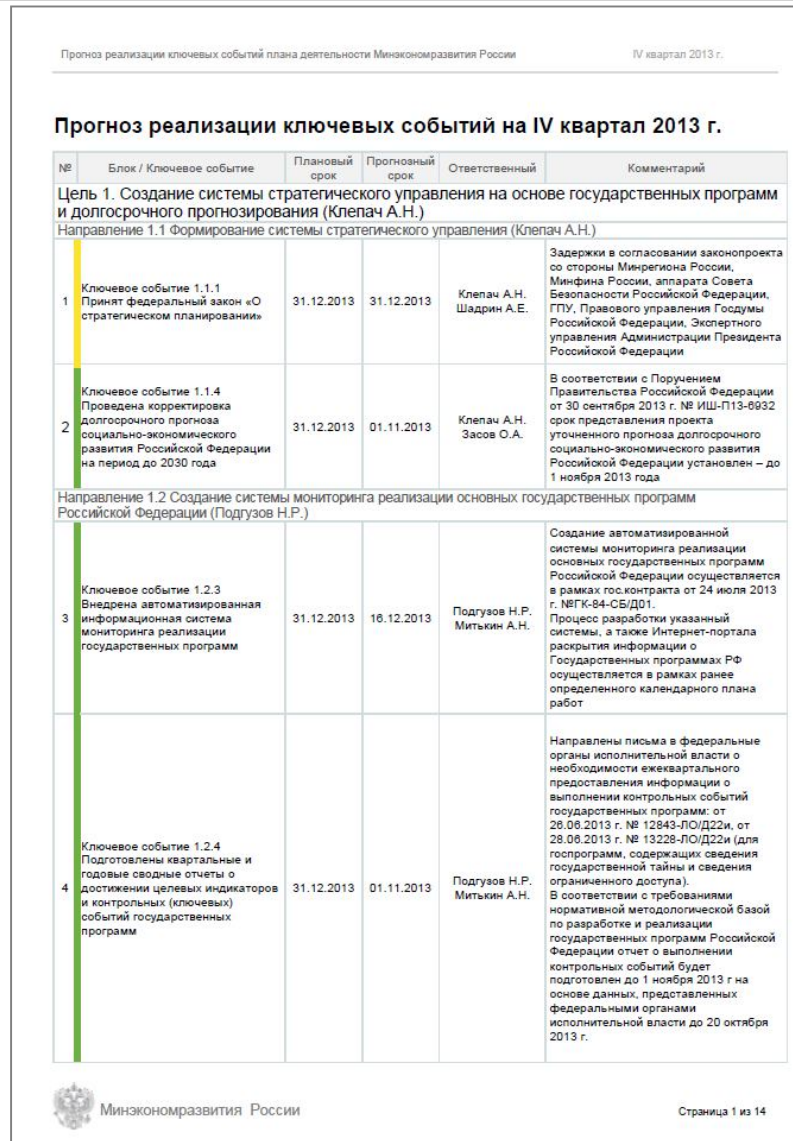 Прогноз реализации ключевых событий плана деятельности Минэкономразвития России
IV квартал 2013 г.
Прогноз реализации ключевых событий на IV квартал 2013 г.
№
Блок / Ключевое событие
Плановый
срок
Прогнозный
срок
Ответственный
Комментарий
Цель 1. Создание системы стратегического управления на основе государственных программ
и долгосрочного прогнозирования (Клепач А.Н.)
Направление 1.1 Формирование системы стратегического управления (Клепач А.Н.)
1
Ключевое событие 1.1.1
Принят федеральный закон «О
стратегическом планировании»
31.12.2013
31.12.2013
Клепач А.Н.
Шадрин А.Е.
Задержки в согласовании законопроекта
со стороны Минрегиона России,
Минфина России, аппарата Совета
Безопасности Российской Федерации,
ГПУ, Правового управления Госдумы
Российской Федерации, Экспертного
управления Администрации Президента
Российской Федерации
2
Ключевое событие 1.1.4
Проведена корректировка
долгосрочного прогноза
социально-экономического
развития Российской Федерации
на период до 2030 года
31.12.2013
01.11.2013
Клепач А.Н.
Засов О.А.
В соответствии с Поручением
Правительства Российской Федерации
от 30 сентября 2013 г. № ИШ-П13-6932
срок представления проекта
уточненного прогноза долгосрочного
социально-экономического развития
Российской Федерации установлен – до
1 ноября 2013 года
Направление 1.2 Создание системы мониторинга реализации основных государственных программ
Российской Федерации (Подгузов Н.Р.)
3
Ключевое событие 1.2.3
Внедрена автоматизированная
информационная система
мониторинга реализации
государственных программ
31.12.2013
16.12.2013
Подгузов Н.Р.
Митькин А.Н.
Создание автоматизированной
системы мониторинга реализации
основных государственных программ
Российской Федерации осуществляется
в рамках гос.контракта от 24 июля 2013
г. №ГК-84-СБ/Д01.
Процесс разработки указанный
системы, а также Интернет-портала
раскрытия информации о
Государственных программах РФ
осуществляется в рамках ранее
определенного календарного плана
работ
4
Ключевое событие 1.2.4
Подготовлены квартальные и
годовые сводные отчеты о
достижении целевых индикаторов
и контрольных (ключевых)
событий государственных
программ
31.12.2013
01.11.2013
Подгузов Н.Р.
Митькин А.Н.
Направлены письма в федеральные
органы исполнительной власти о
необходимости ежеквартального
предоставления информации о
выполнении контрольных событий
государственных программ: от
26.06.2013 г. № 12843-ЛО/Д22и, от
28.06.2013 г. № 13228-ЛО/Д22и (для
госпрограмм, содержащих сведения
государственной тайны и сведения
ограниченного доступа).
В соответствии с требованиями
нормативной методологической базой
по разработке и реализации
государственных программ Российской
Федерации отчет о выполнении
контрольных событий будет
подготовлен до 1 ноября 2013 г на
основе данных, представленных
федеральными органами
исполнительной власти до 20 октября
2013 г.
Минэкономразвития России
Страница 1 из 14